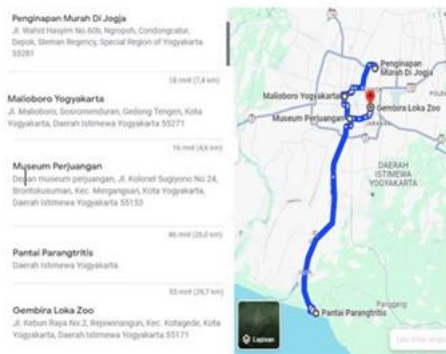 Penginapan Murah Di Jogja
Jl. Wahid Hasyim No.60b, Ngropoh, Condongcatur,
Depok, Sleman Regency, Special Region of Yogyakarta
55281
18 mnt (7,4 km)
Malioboro Yogyakarta
Jl. Malioboro, Sosromenduran, Gedong Tengen, Kota
Yogyakarta, Daerah Istimewa Yogyakarta 55271
16 mnt (4,6 km)
Museum Perjuangan
Depan museum perjuangan, Jl. Kolonel Sugiyono No.24,
Brontokusuman, Kec. Mergangsan, Kota Yogyakarta,
Daerah Istimewa Yogyakarta 55153
46 mnt (26,0 km)
Pantai Parangtritis
Daerah Istimewa Yogyakarta
53 mnt (29,7 km)
Gembira Loka Zoo
Jl. Kebun Raya No.2, Rejowinangun, Kec. Kotagede, Kota
Yogyakarta, Daerah Istimewa Yogyakarta 55171
Penginapan
Murah Di Jogja
Malioboro Yogyakarta
Gembira Loka Zoo
Museum Perjuangan
DAERAH
ISTIMEWA
YOGYAKARTA
Panggang
Pantai Parangtritis
Lapisan